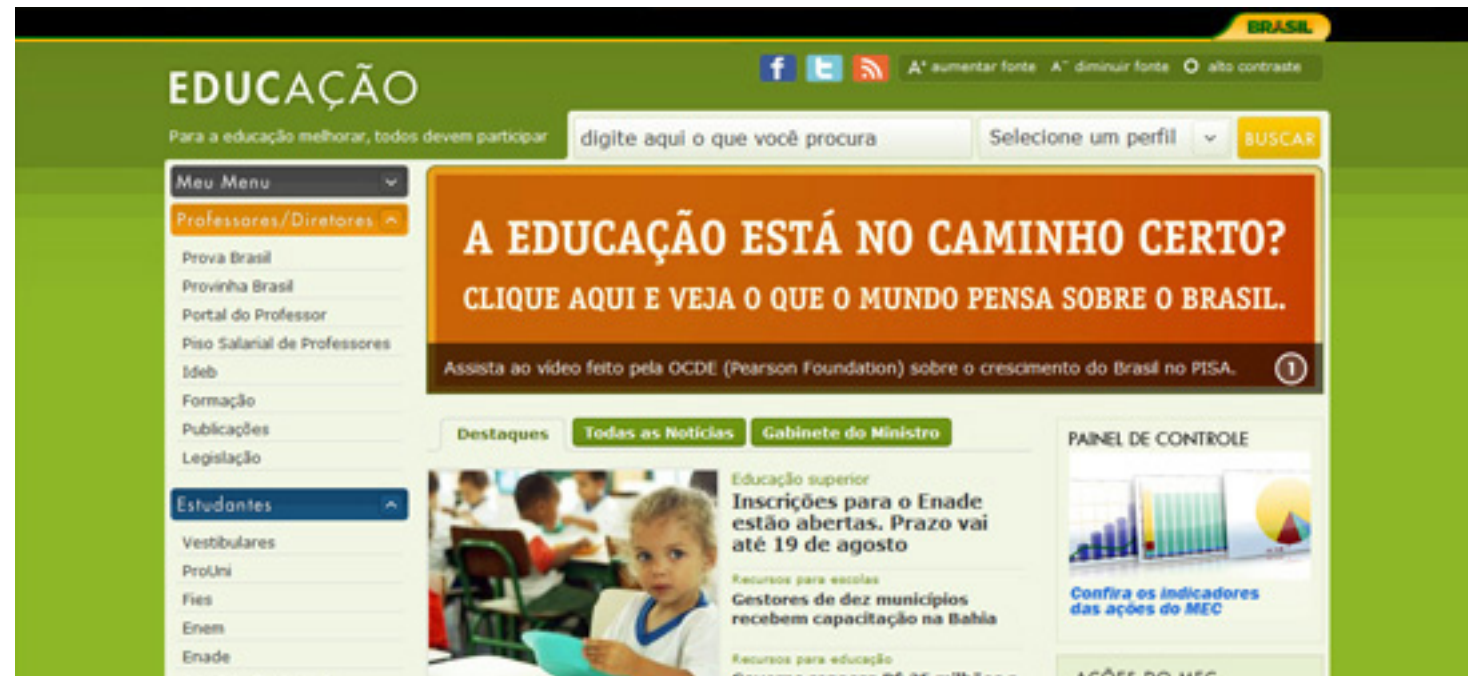 BRASIL
EDUCAÇÃO
A+ aumentar fonte A- diminuir fonte alto contraste
Para a educação melhorar, todos devem participar
digite aqui o que você procura
Selecione um perfil
BUSCAR
Meu Menu
Professores/Diretores
Prova Brasil
Provinha Brasil
Portal do Professor
Piso Salarial de Professores
Ideb
Formação
Publicações
Legislação
Estudantes
Vestibulares
ProUni
Fies
Enem
Enade
A EDUCAÇÃO ESTÁ NO CAMINHO CERTO?
CLIQUE AQUI E VEJA O QUE O MUNDO PENSA SOBRE O BRASIL.
Assista ao vídeo feito pela OCDE (Pearson Foundation) sobre o crescimento do Brasil no PISA.
1
Destaques
Todas as Notícias
Gabinete do Ministro
Educação superior
Inscrições para o Enade
estão abertas. Prazo vai
até 19 de agosto
Recursos para escolas
Gestores de dez municípios
recebem capacitação na Bahia
Recursos para educação
PAINEL DE CONTROLE
Confira os indicadores
das ações do MEC
AÇÕES DO MEC